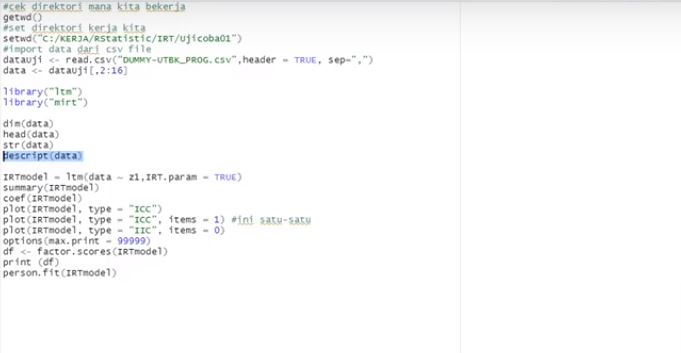 #cek direktori mana kita bekerja
getwd()
#set direktori kerja kita
setwd("C:/KERJA/RStatistic/IRT/Ujicoba01")
#import data dari csv file
dataUji <- read.csv("DUMMY-UTBK_PROG.csv",header = TRUE, sep=",")
data <- dataUji[,2:16]
library("ltm")
library("mirt")
dim(data)
head(data)
str(data)
descript(data)
IRTmodel = ltm(data ~ z1,IRT.param = TRUE)
summary(IRTmodel)
coef(IRTmodel)
plot(IRTmodel, type = "ICC")
plot(IRTmodel, type = "ICC", items = 1) #ini satu-satu
plot(IRTmodel, type = "IIC", items = 0)
options(max.print = 99999)
df <- factor.scores(IRTmodel)
print (df)
person.fit(IRTmodel)